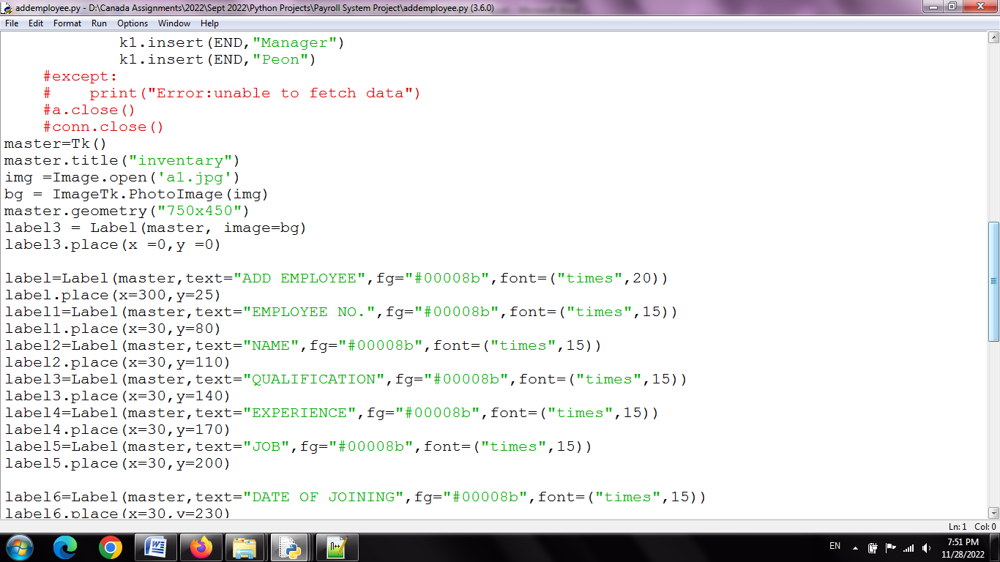 addemployee.py - D:\Canada Assignments\2022\Sept 2022\Python Projects\Payroll System Project\addemployee.py (3.6.0)
File Edit Format Run Options Window Help
            k1.insert(END,"Manager")
            k1.insert(END,"Peon")
    #except:
    #    print("Error:unable to fetch data")
    #a.close()
    #conn.close()
master=Tk()
master.title("inventary")
img =Image.open('a1.jpg')
bg = ImageTk.PhotoImage(img)
master.geometry("750x450")
label3 = Label(master, image=bg)
label3.place(x =0,y =0)
label=Label(master,text="ADD EMPLOYEE",fg="#00008b",font=("times",20))
label.place(x=300,y=25)
label1=Label(master,text="EMPLOYEE NO.",fg="#00008b",font=("times",15))
label1.place(x=30,y=80)
label2=Label(master,text="NAME",fg="#00008b",font=("times",15))
label2.place(x=30,y=110)
label3=Label(master,text="QUALIFICATION",fg="#00008b",font=("times",15))
label3.place(x=30,y=140)
label4=Label(master,text="EXPERIENCE",fg="#00008b",font=("times",15))
label4.place(x=30,y=170)
label5=Label(master,text="JOB",fg="#00008b",font=("times",15))
label5.place(x=30,y=200)
label6=Label(master,text="DATE OF JOINING",fg="#00008b",font=("times",15))
label6.place(x=30,y=230)
Ln: 1 Col: 0
EN
7:51 PM
11/28/2022